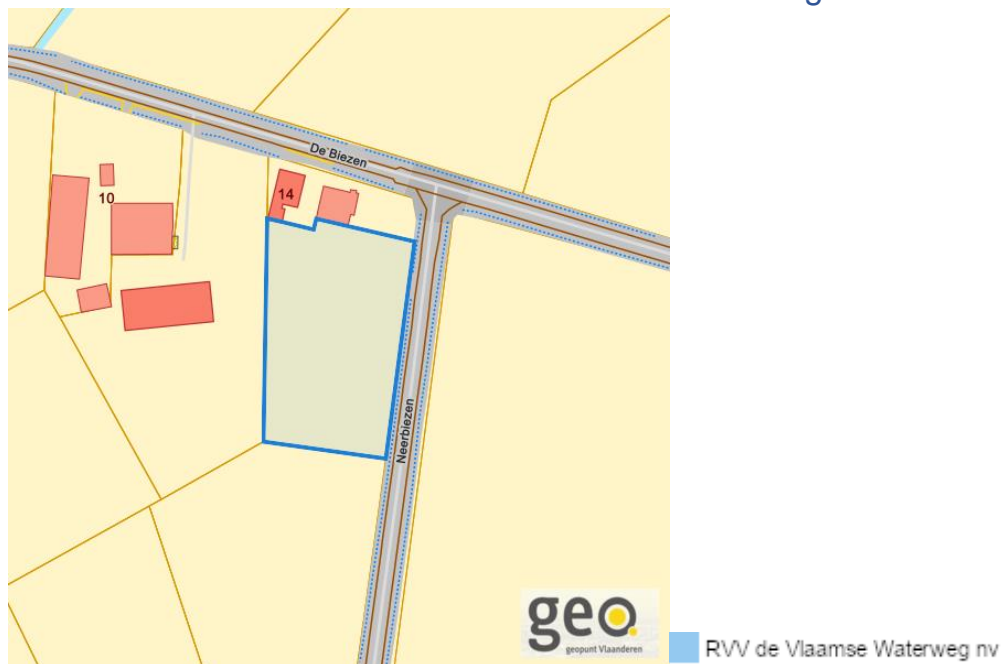 De Biezen
14
10
Neerbiezen
geo
geopunt Vlaanderen
RVV de Vlaamse Waterweg nv